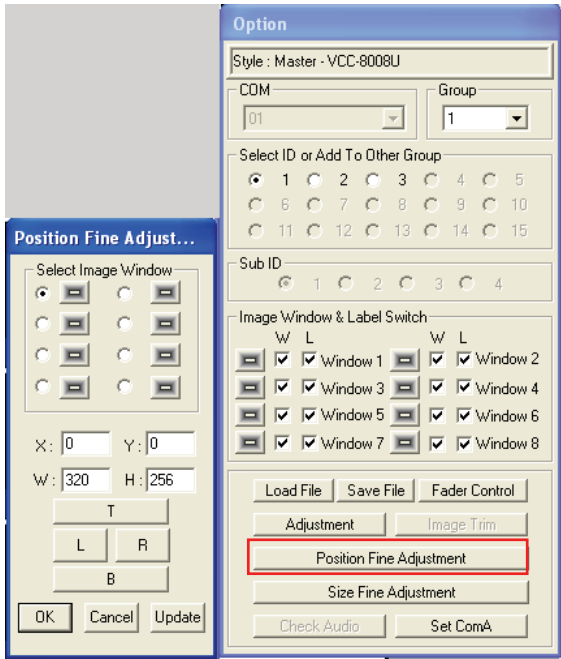 Option
Style : Master - VCC-8008U
COM
01
Group
1
Select ID or Add To Other Group
1 2 3 4 5
6 7 8 9 10
11 12 13 14 15
Sub ID
1 2 3 4
Image Window & Label Switch
W L W L
Window 1 Window 2
Window 3 Window 4
Window 5 Window 6
Window 7 Window 8
Load File Save File Fader Control
Adjustment Image Trim
Position Fine Adjustment
Size Fine Adjustment
Check Audio Set ComA
Position Fine Adjust...
Select Image Window
X : 0 Y : 0
W : 320 H : 256
T
L R
B
OK Cancel Update